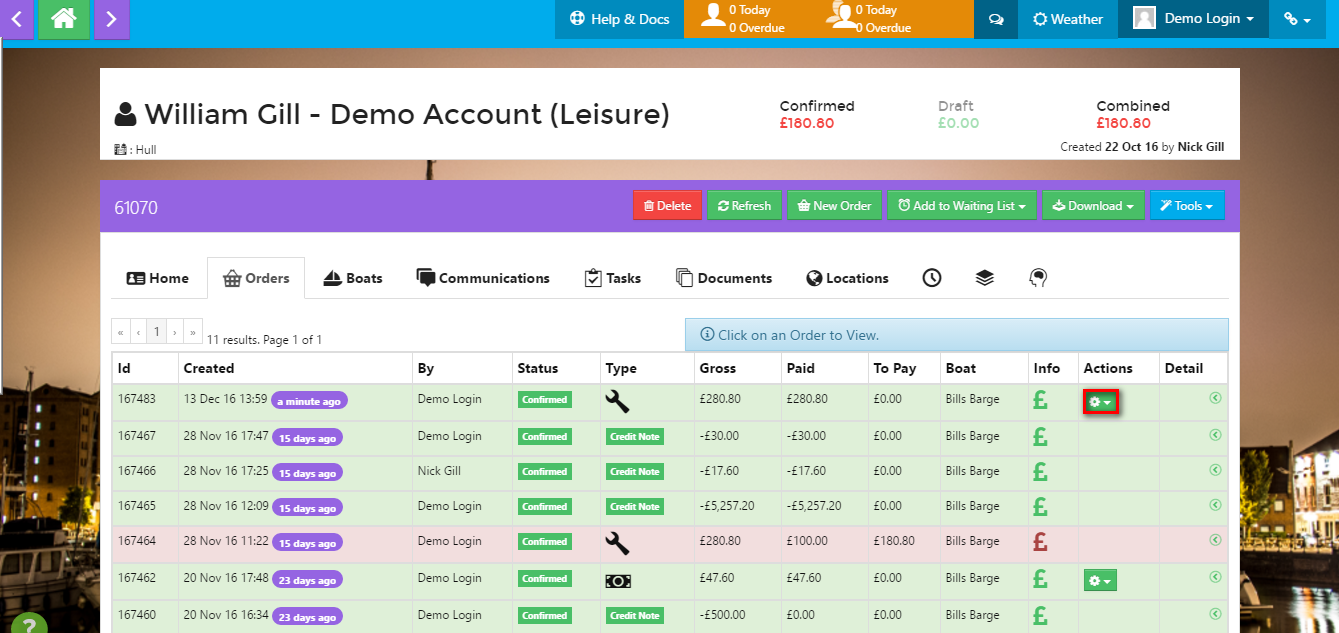 Help & Docs
0 Today
0 Overdue
0 Today
0 Overdue
Weather
Demo Login
William Gill - Demo Account (Leisure)
: Hull
Confirmed
£180.80
Draft
£0.00
Combined
£180.80
Created 22 Oct 16 by Nick Gill
61070
Delete
Refresh
New Order
Add to Waiting List
Download
Tools
Home
Orders
Boats
Communications
Tasks
Documents
Locations
« ‹ 1 › »
11 results. Page 1 of 1
Click on an Order to View.
Id Created By Status Type Gross Paid To Pay Boat Info Actions Detail
167483 13 Dec 16 13:59 a minute ago Demo Login Confirmed £280.80 £280.80 £0.00 Bills Barge £
167467 28 Nov 16 17:47 15 days ago Demo Login Confirmed Credit Note -£30.00 -£30.00 £0.00 Bills Barge £
167466 28 Nov 16 17:25 15 days ago Nick Gill Confirmed Credit Note -£17.60 -£17.60 £0.00 Bills Barge £
167465 28 Nov 16 12:09 15 days ago Demo Login Confirmed Credit Note -£5,257.20 -£5,257.20 £0.00 Bills Barge £
167464 28 Nov 16 11:22 15 days ago Demo Login Confirmed £280.80 £100.00 £180.80 Bills Barge £
167462 20 Nov 16 17:48 23 days ago Demo Login Confirmed £47.60 £47.60 £0.00 Bills Barge £
167460 20 Nov 16 16:34 23 days ago Demo Login Confirmed Credit Note -£500.00 £0.00 £0.00 Bills Barge £
?